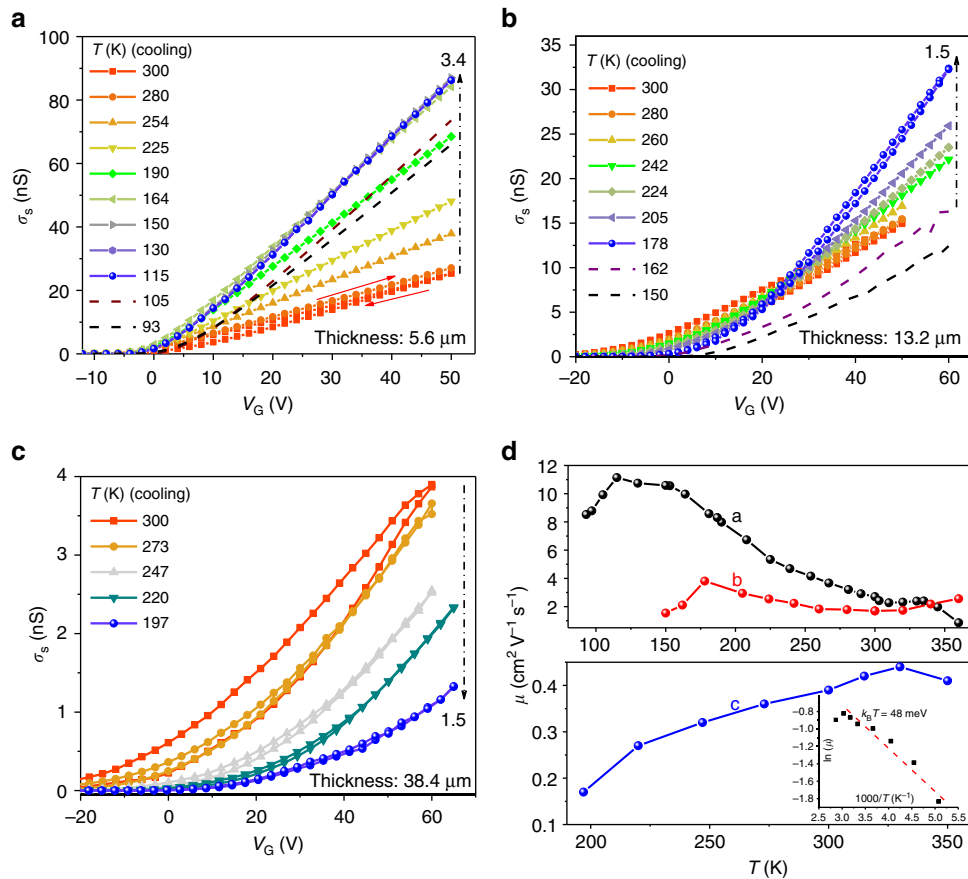 a
T (K) (cooling)
300
280
254
225
190
164
150
130
115
105
93
3.4
Thickness: 5.6 μm
100
80
60
40
20
0
σs (nS)
−10 0 10 20 30 40 50
VG (V)
b
T (K) (cooling)
300
280
260
242
224
205
178
162
150
1.5
Thickness: 13.2 μm
35
30
25
20
15
10
5
0
σs (nS)
−20 0 20 40 60
VG (V)
c
T (K) (cooling)
300
273
247
220
197
1.5
Thickness: 38.4 μm
4
3
2
1
0
σs (nS)
−20 0 20 40 60
VG (V)
d
12
10
8
6
4
2
a
b
100 150 200 250 300 350
μ (cm2 V−1 s−1)
0.4
0.3
0.2
0.1
c
−0.8
−1.0
−1.2
−1.4
−1.6
−1.8
ln (μ)
kBT = 48 meV
1000/T (K−1)
2.5 3.0 3.5 4.0 4.5 5.0 5.5
200 250 300 350
T (K)